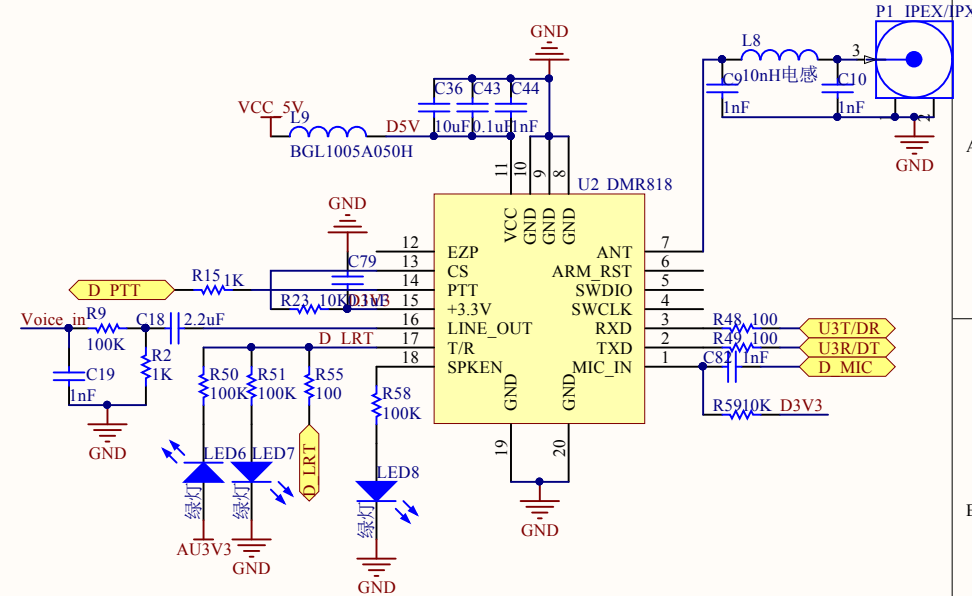 P1 IPEX/IPX
GND
L8
3
C36
C43
C44
C9
10nH电感
C10
VCC_5V
L9
D5V
10uF
0.1uF
1nF
1nF
1nF
BGL1005A050H
GND
A
11
10
9
8
U2 DMR818
GND
VCC
GND
GND
GND
12
EZP
ANT
7
C79
13
CS
ARM_RST
6
D_PTT
R15
1K
14
PTT
SWDIO
5
R23
10K
D3V3
0.1uF
15
+3.3V
SWCLK
4
Voice_in
R9
C18
2.2uF
16
LINE_OUT
RXD
3
R48
100
U3T/DR
100K
D_LRT
17
T/R
TXD
2
R49
100
U3R/DT
R2
1K
18
SPKEN
MIC_IN
1
C82
1nF
D_MIC
C19
1nF
R50
100K
R51
100K
R55
100
R58
100K
GND
GND
R59
10K
D3V3
GND
19
20
LED6
LED7
D_LRT
LED8
绿灯
绿灯
绿灯
GND
AU3V3
GND
GND